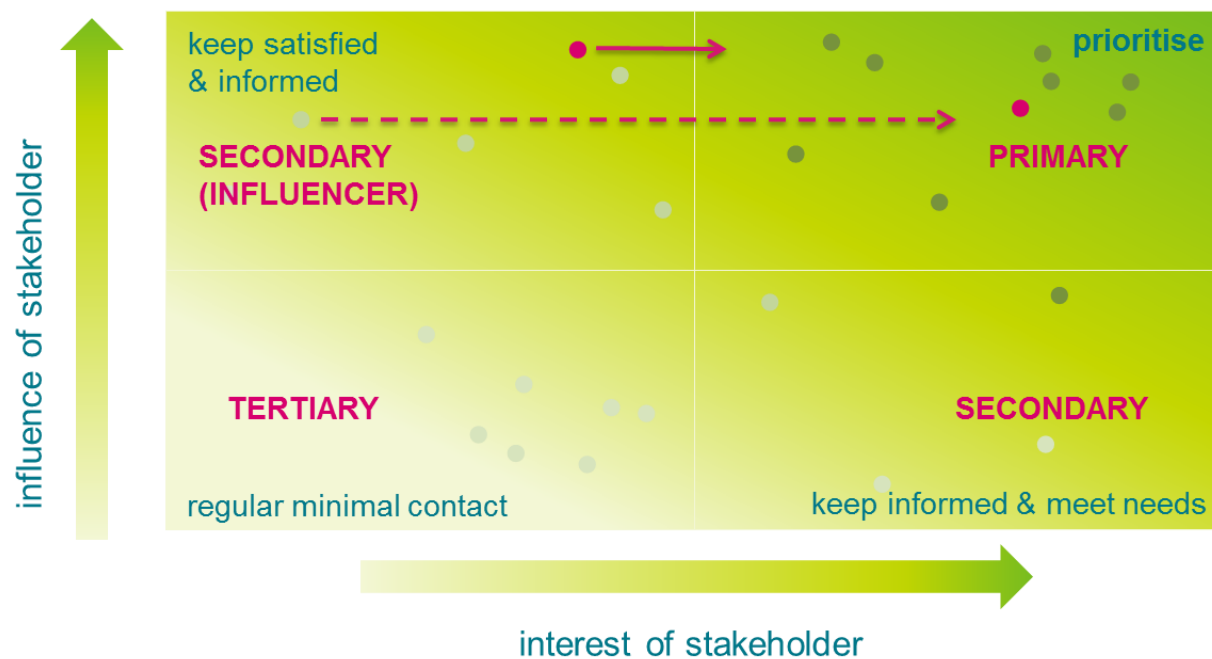 keep satisfied
& informed
prioritise
SECONDARY
(INFLUENCER)
PRIMARY
influence of stakeholder
TERTIARY
SECONDARY
regular minimal contact
keep informed & meet needs
interest of stakeholder